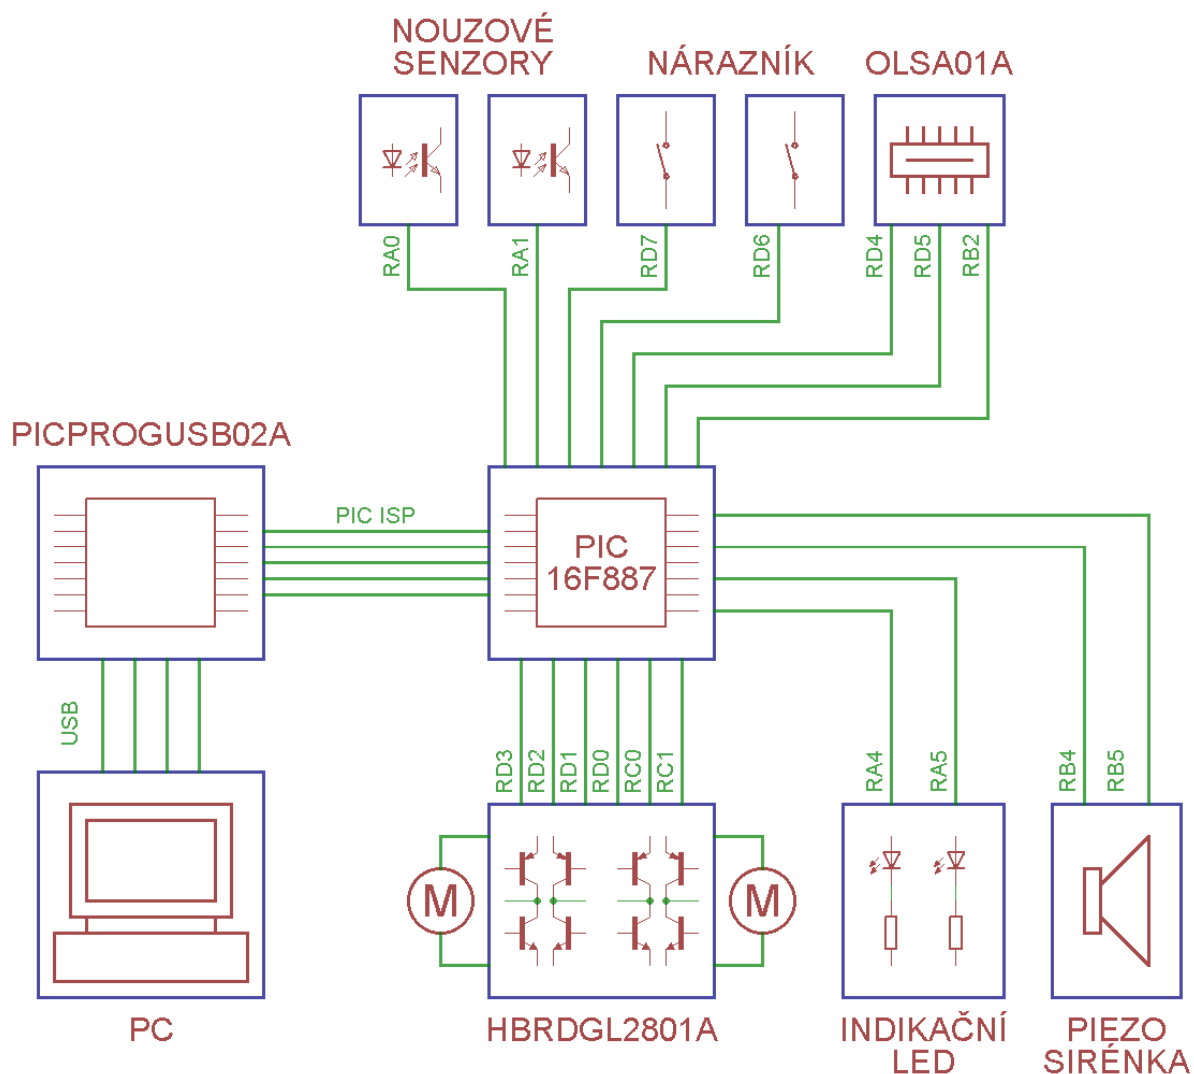 NOUZOVÉ
SENZORY
NÁRAZNÍK
OLSA01A
RA0
RA1
RD7
RD6
RD4
RD5
RB2
PICPROGUSB02A
PIC ISP
PIC
16F887
USB
RD3
RD2
RD1
RD0
RC0
RC1
RA4
RA5
RB4
RB5
M
M
PC
HBRDGL2801A
INDIKAČNÍ
LED
PIEZO
SIRÉNKA